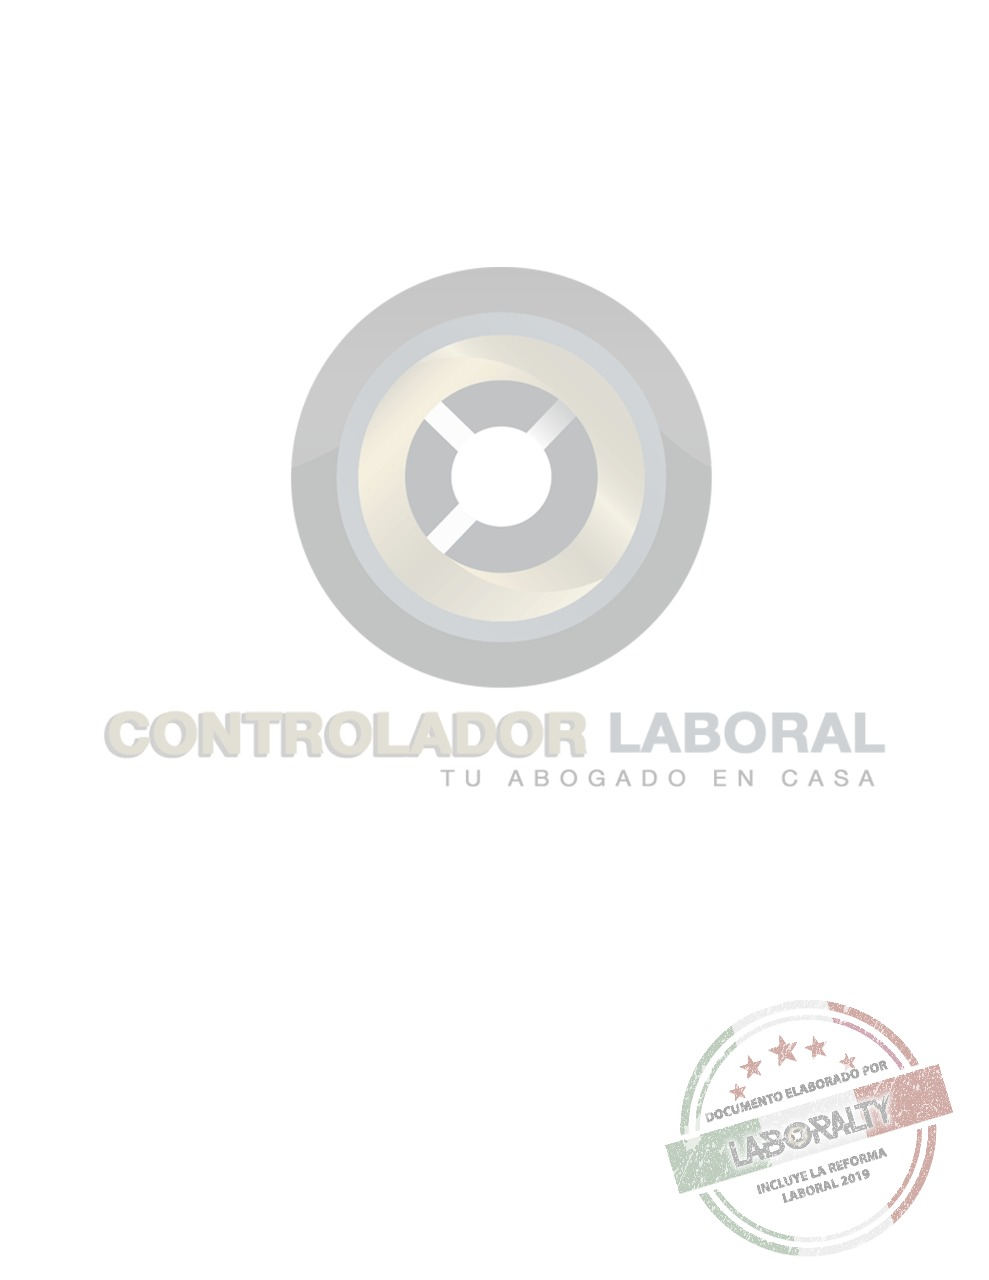 CONTROLADOR LABORAL
TU ABOGADO EN CASA
DOCUMENTO ELABORADO POR
LABORALTY
INCLUYE LA REFORMA
LABORAL 2019